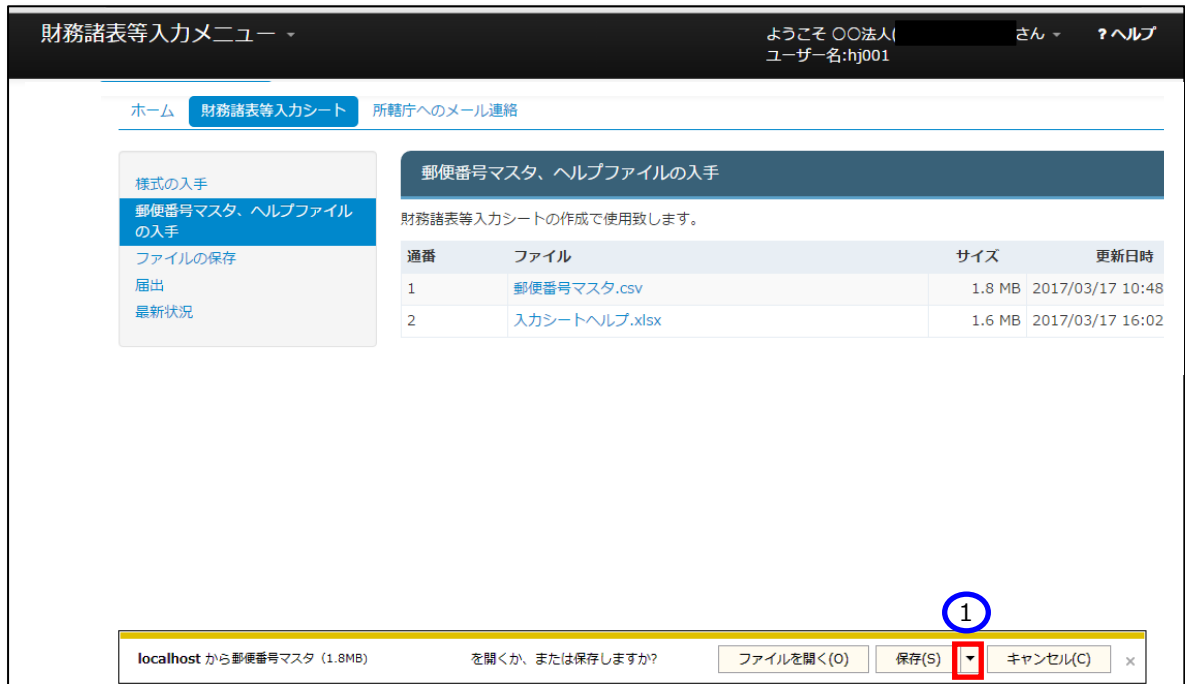 財務諸表等入力メニュー
ようこそ 〇〇法人( さん
?ヘルプ
ユーザー名:hj001
ホーム 財務諸表等入力シート 所轄庁へのメール連絡
様式の入手
郵便番号マスタ、ヘルプファイル
の入手
ファイルの保存
届出
最新状況
郵便番号マスタ、ヘルプファイルの入手
財務諸表等入力シートの作成で使用致します。
通番 ファイル サイズ 更新日時
1 郵便番号マスタ.csv 1.8 MB 2017/03/17 10:48
2 入力シートヘルプ.xlsx 1.6 MB 2017/03/17 16:02
1
localhost から郵便番号マスタ（1.8MB） を開くか、または保存しますか? ファイルを開く(O) 保存(S) ▼ キャンセル(C) ×